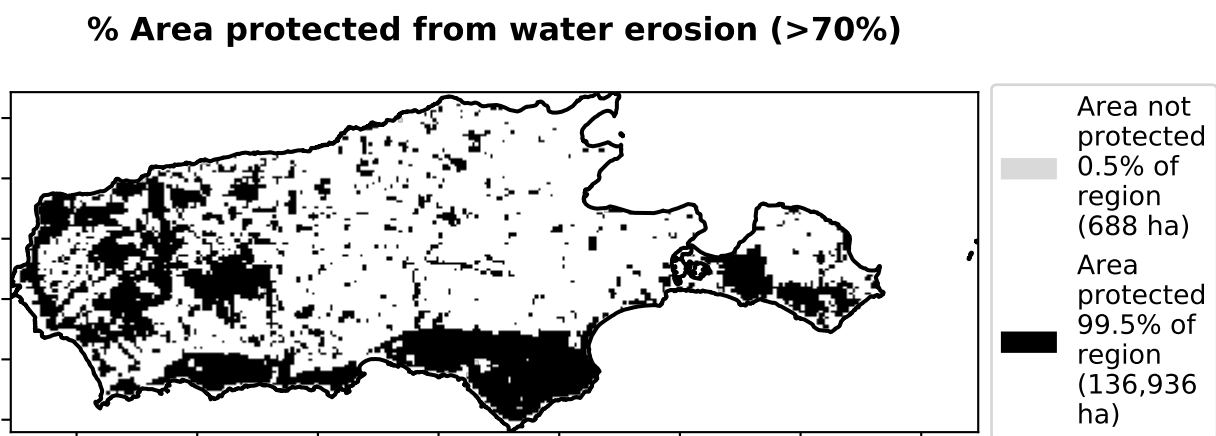 % Area protected from water erosion (>70%)
Area not
protected
0.5% of
region
(688 ha)
Area
protected
99.5% of
region
(136,936
ha)